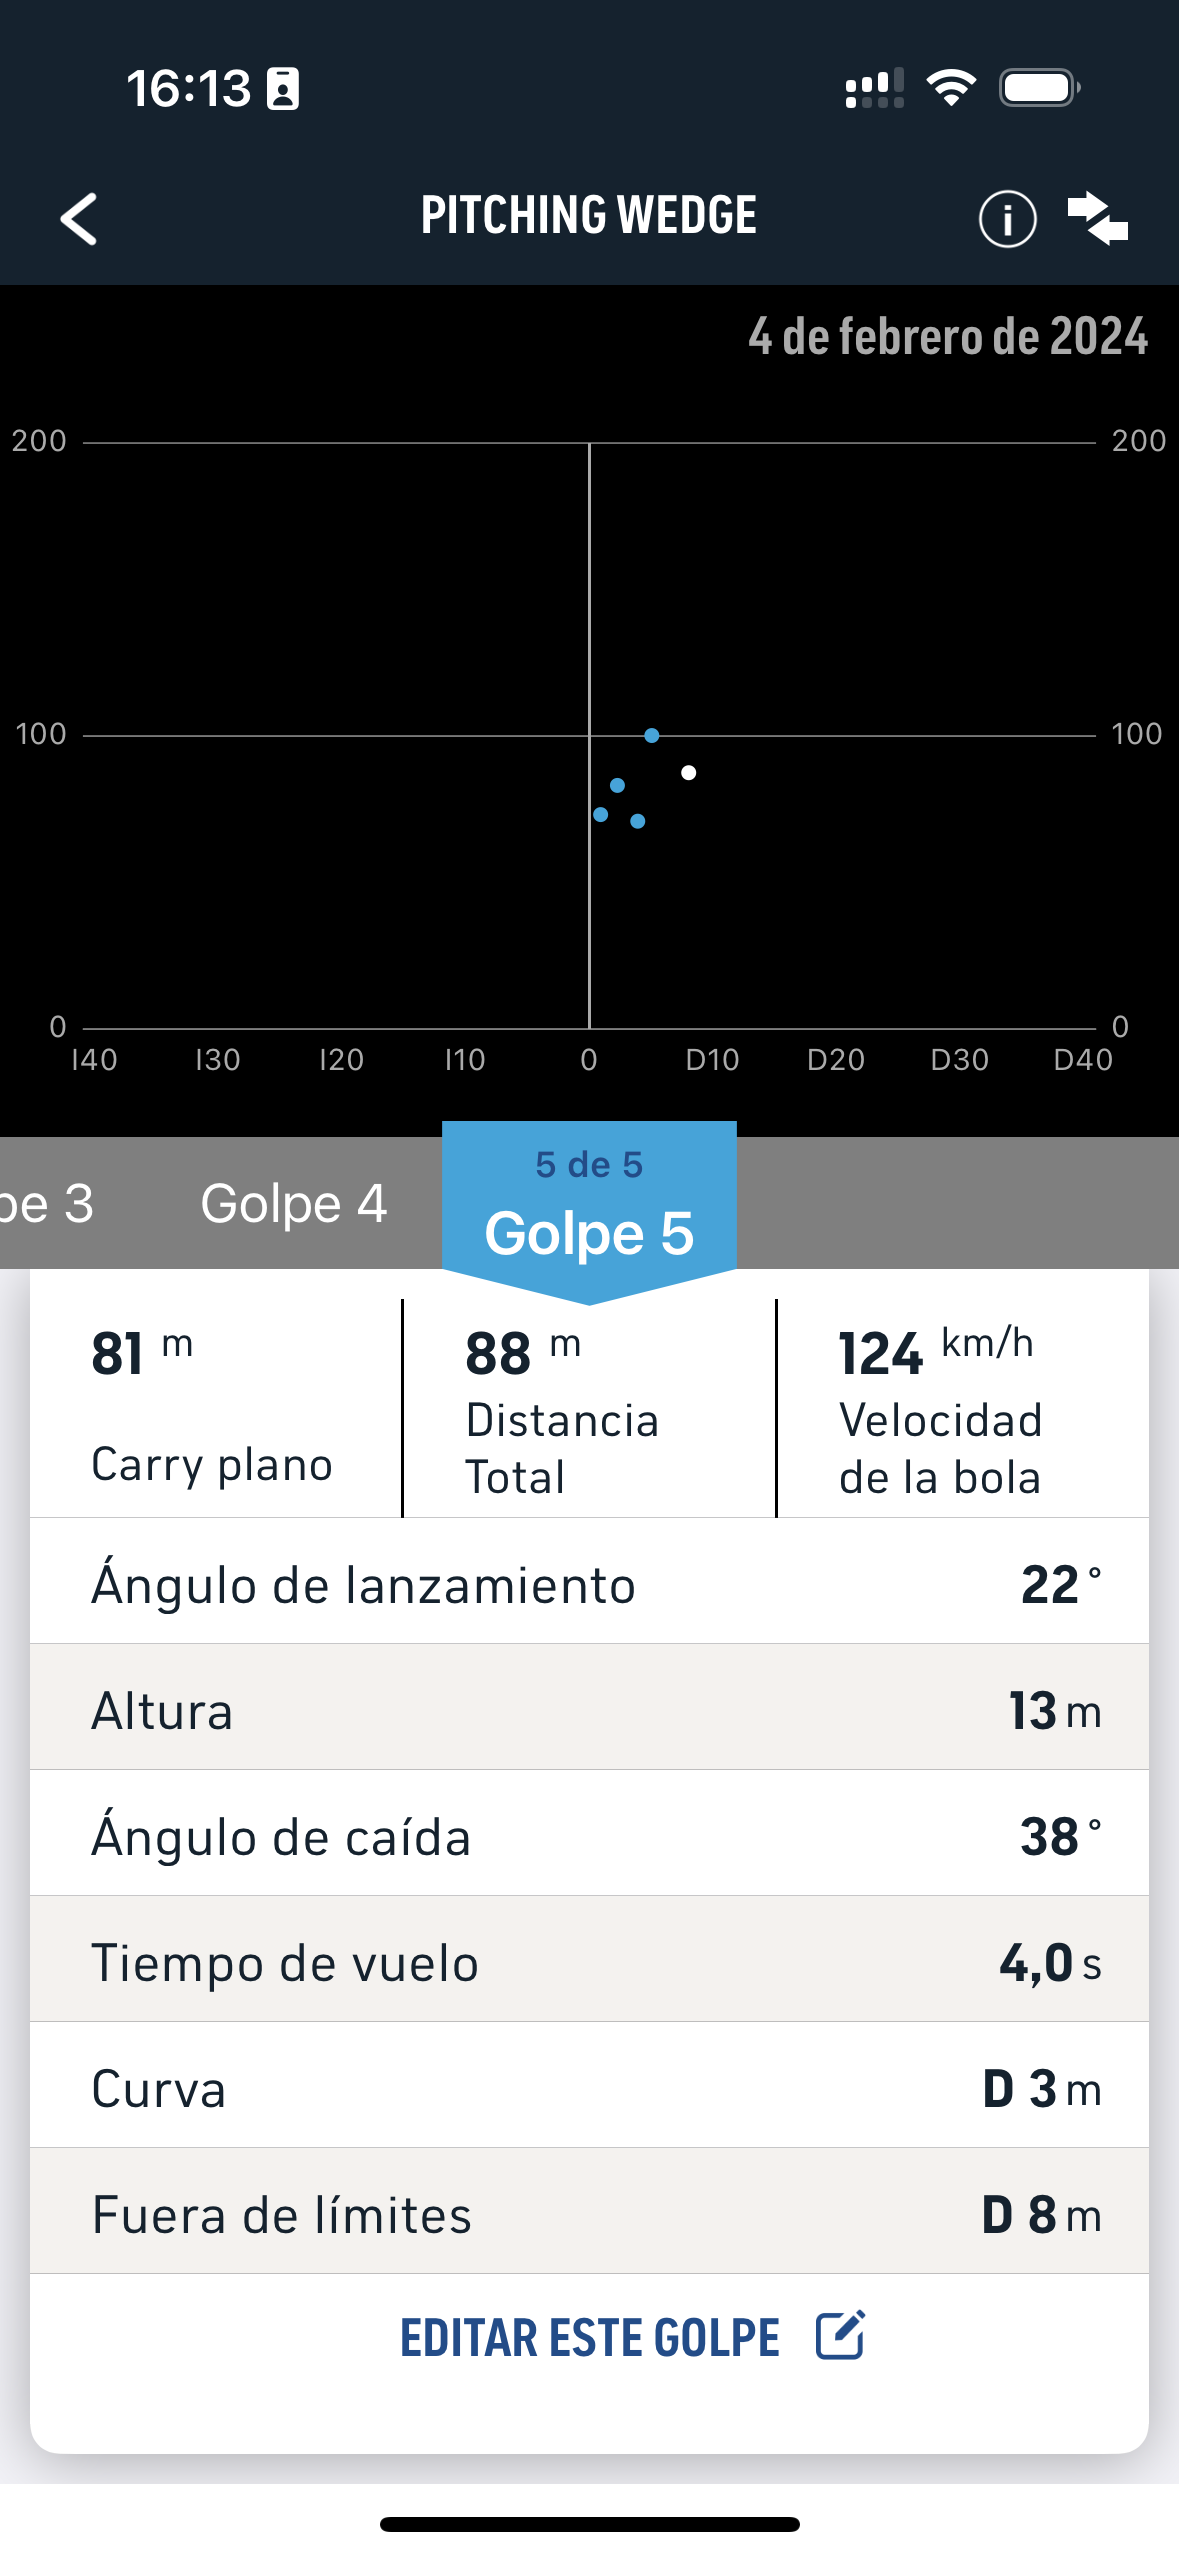 16:13
PITCHING WEDGE
4 de febrero de 2024
200 200
100 100
0 0
I40 I30 I20 I10 0 D10 D20 D30 D40
pe 3 Golpe 4
5 de 5
Golpe 5
81 m
Carry plano
88 m
Distancia
Total
124 km/h
Velocidad
de la bola
Ángulo de lanzamiento 22°
Altura 13 m
Ángulo de caída 38°
Tiempo de vuelo 4,0 s
Curva D 3 m
Fuera de límites D 8 m
EDITAR ESTE GOLPE